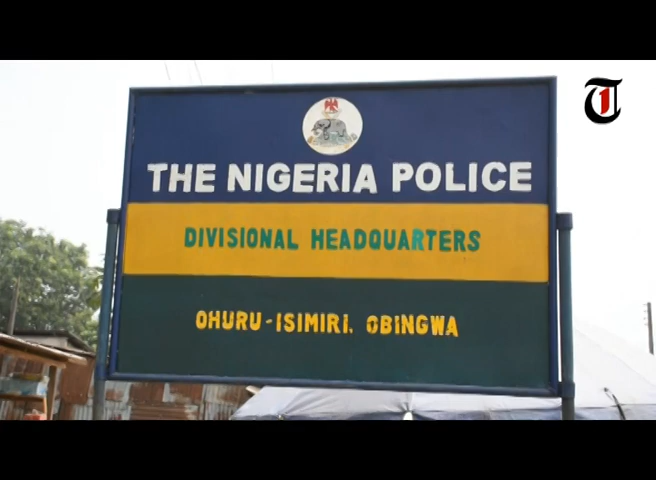 THE NIGERIA POLICE
DIVISIONAL HEADQUARTERS
OHURU-ISIMIRI, OBINGWA